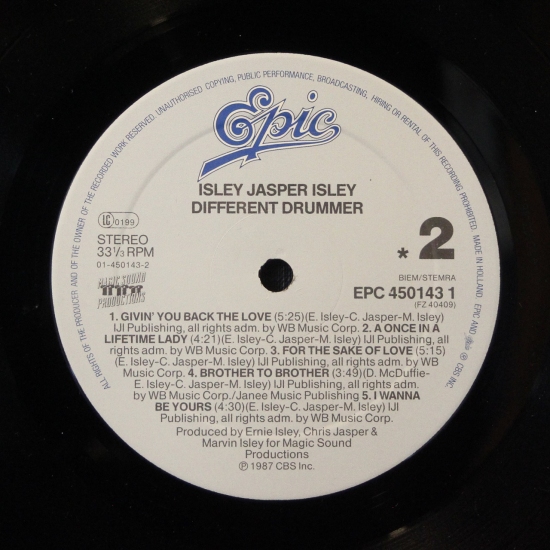 ALL RIGHTS OF THE PRODUCER AND OF THE OWNER OF THE RECORDED WORK RESERVED. UNAUTHORISED COPYING, PUBLIC PERFORMANCE, BROADCASTING, HIRING OR RENTAL OF THIS RECORDING PROHIBITED. MADE IN HOLLAND. EPIC AND Epic ® CBS INC.
Epic
ISLEY JASPER ISLEY
DIFFERENT DRUMMER
LC 0199
STEREO
33⅓ RPM
01-450143-2
MAGIC SOUND
PRODUCTIONS
* 2
BIEM/STEMRA
EPC 450143 1
(FZ 40409)
1. GIVIN' YOU BACK THE LOVE (5:25)(E. Isley-C. Jasper-M. Isley)
IJI Publishing, all rights adm. by WB Music Corp. 2. A ONCE IN A
LIFETIME LADY (4:21)(E. Isley-C. Jasper-M. Isley) IJI Publishing, all
rights adm. by WB Music Corp. 3. FOR THE SAKE OF LOVE (5:15)
(E. Isley-C. Jasper-M. Isley) IJI Publishing, all rights adm. by WB
Music Corp. 4. BROTHER TO BROTHER (3:49)(D. McDuffie-
E. Isley-C. Jasper-M. Isley) IJI Publishing, all rights adm. by
WB Music Corp./Janee Music Publishing 5. I WANNA
BE YOURS (4:30)(E. Isley-C. Jasper-M. Isley) IJI
Publishing, all rights adm. by WB Music Corp.
Produced by Ernie Isley, Chris Jasper &
Marvin Isley for Magic Sound
Productions
℗ 1987 CBS Inc.